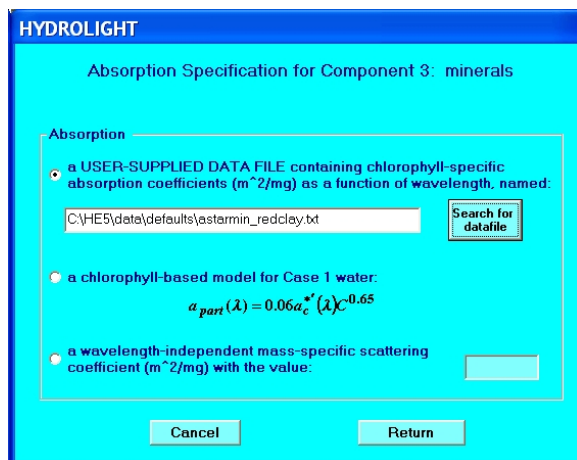 HYDROLIGHT
Absorption Specification for Component 3: minerals
Absorption
a USER-SUPPLIED DATA FILE containing chlorophyll-specific
absorption coefficients (m^2/mg) as a function of wavelength, named:
C:\HE5\data\defaults\astarmin_redclay.txt
Search for
datafile
a chlorophyll-based model for Case 1 water:
a_part(λ) = 0.06a_c^*'(λ)C^0.65
a wavelength-independent mass-specific scattering
coefficient (m^2/mg) with the value:
Cancel
Return